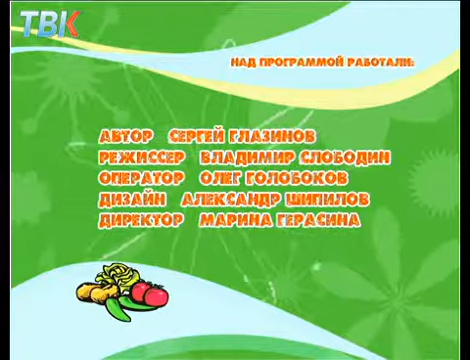 ТВК
НАД ПРОГРАММОЙ РАБОТАЛИ:
АВТОР СЕРГЕЙ ГЛАЗИНОВ
РЕЖИССЕР ВЛАДИМИР СЛОБОДИН
ОПЕРАТОР ОЛЕГ ГОЛОБОКОВ
ДИЗАЙН АЛЕКСАНДР ШИПИЛОВ
ДИРЕКТОР МАРИНА ГЕРАСИНА